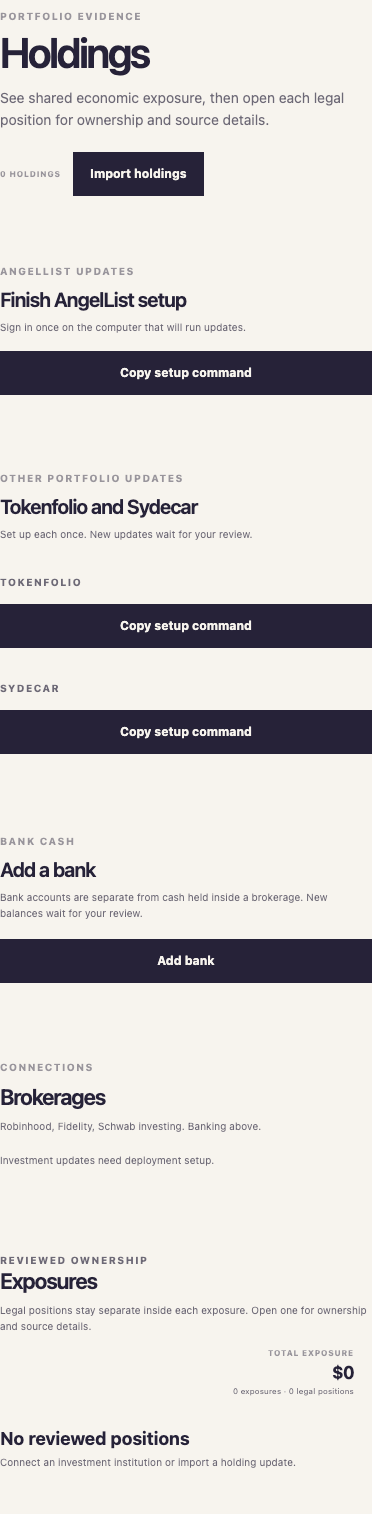 PORTFOLIO EVIDENCE
Holdings
See shared economic exposure, then open each legal
position for ownership and source details.
0 HOLDINGS
Import holdings
ANGELLIST UPDATES
Finish AngelList setup
Sign in once on the computer that will run updates.
Copy setup command
OTHER PORTFOLIO UPDATES
Tokenfolio and Sydecar
Set up each once. New updates wait for your review.
TOKENFOLIO
Copy setup command
SYDECAR
Copy setup command
BANK CASH
Add a bank
Bank accounts are separate from cash held inside a brokerage. New
balances wait for your review.
Add bank
CONNECTIONS
Brokerages
Robinhood, Fidelity, Schwab investing. Banking above.
Investment updates need deployment setup.
REVIEWED OWNERSHIP
Exposures
Legal positions stay separate inside each exposure. Open one for ownership
and source details.
TOTAL EXPOSURE
$0
0 exposures · 0 legal positions
No reviewed positions
Connect an investment institution or import a holding update.